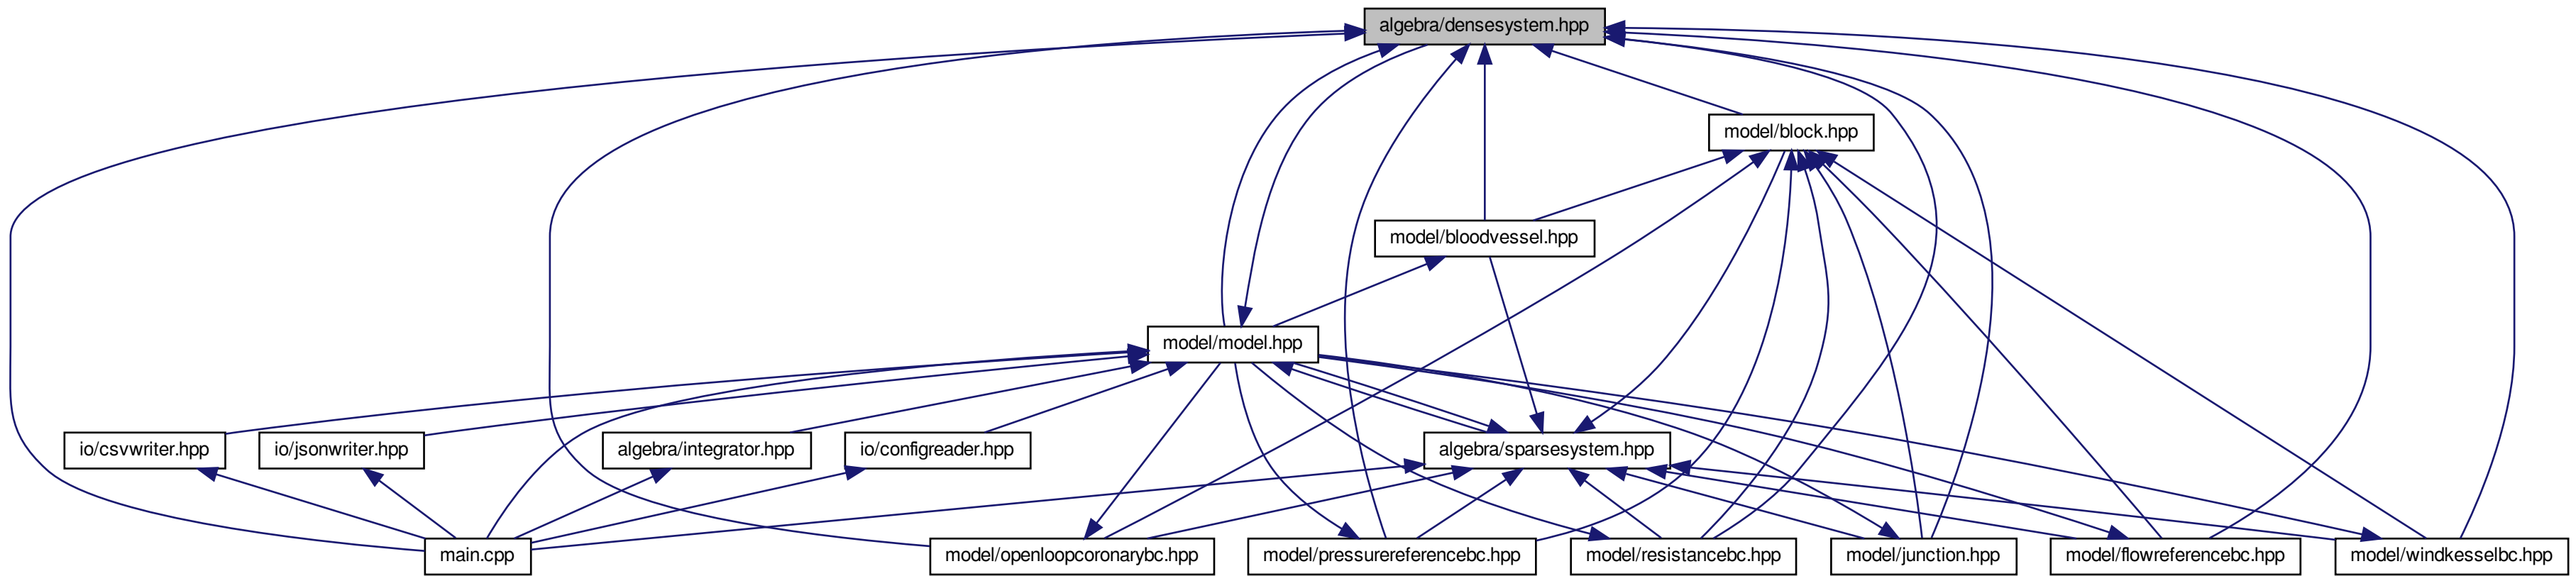 algebra/densesystem.hpp
model/block.hpp
model/bloodvessel.hpp
model/model.hpp
io/csvwriter.hpp
io/jsonwriter.hpp
algebra/integrator.hpp
io/configreader.hpp
algebra/sparsesystem.hpp
main.cpp
model/openloopcoronarybc.hpp
model/pressurereferencebc.hpp
model/resistancebc.hpp
model/junction.hpp
model/flowreferencebc.hpp
model/windkesselbc.hpp